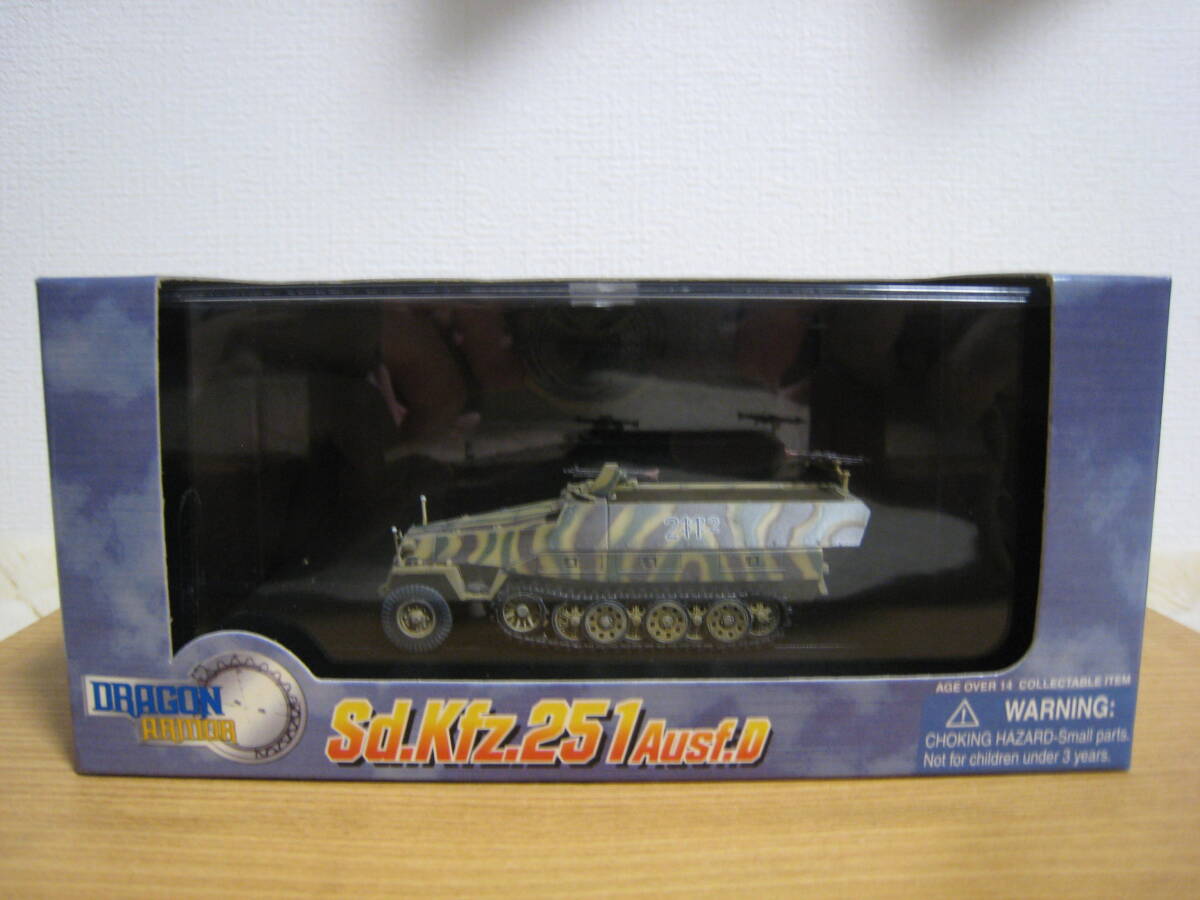 2112
DRAGON
ARMOR
Sd.Kfz.251 Ausf.D
AGE OVER 14 COLLECTABLE ITEM
WARNING:
CHOKING HAZARD-Small parts.
Not for children under 3 years.